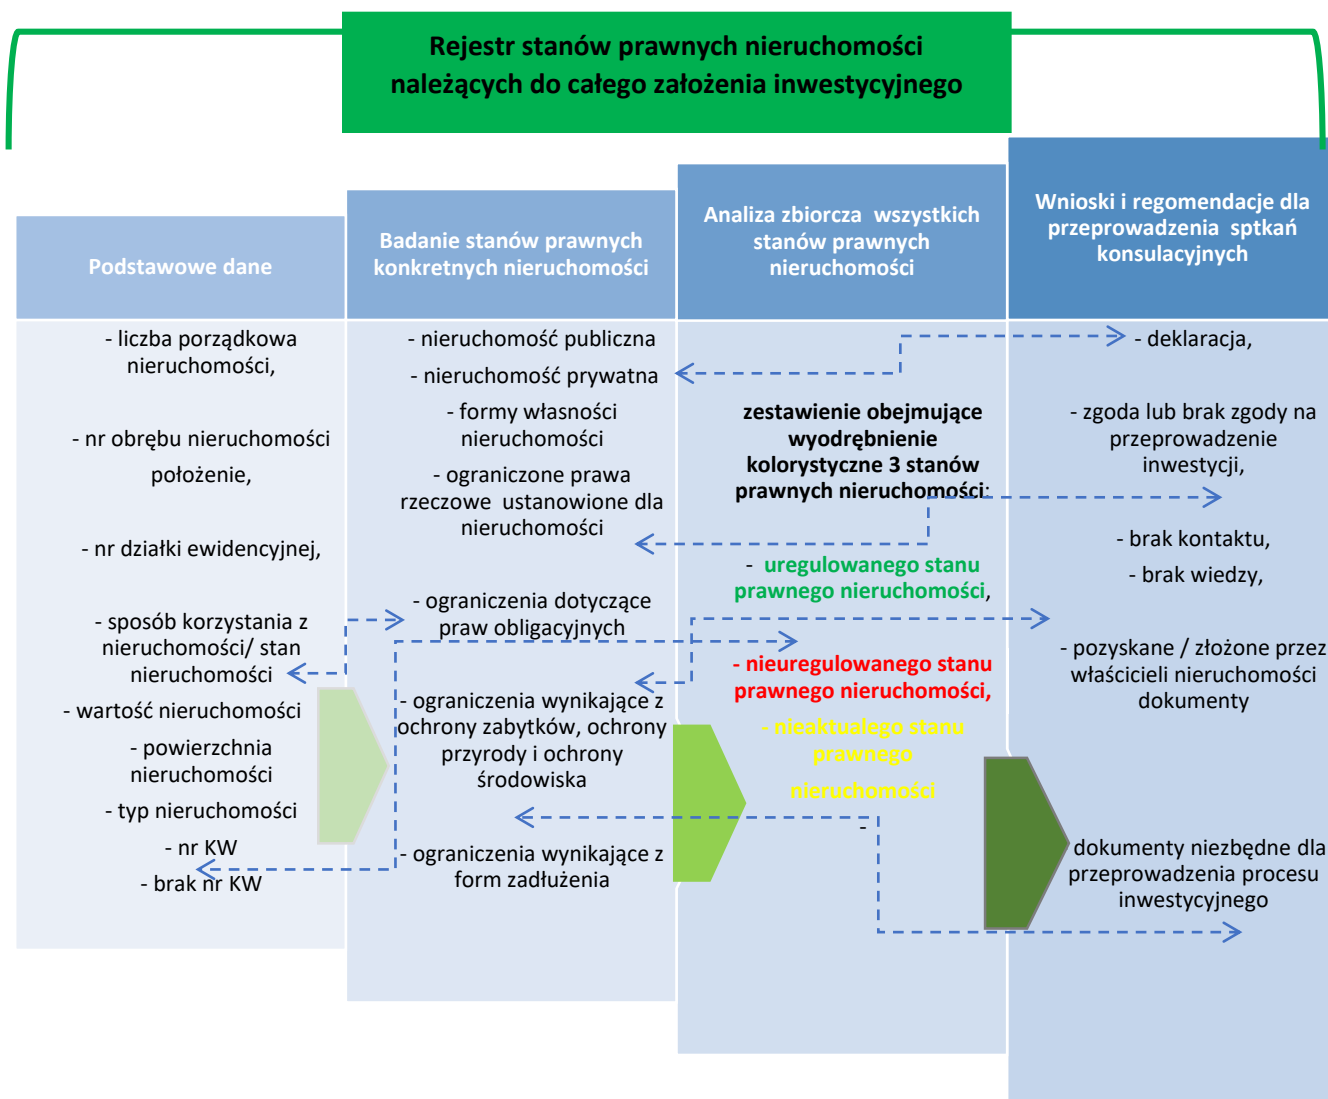 Rejestr stanów prawnych nieruchomości
należących do całego założenia inwestycyjnego
Podstawowe dane
- liczba porządkowa
nieruchomości,
- nr obrębu nieruchomości
położenie,
- nr działki ewidencyjnej,
- sposób korzystania z
nieruchomości/ stan
nieruchomości
- wartość nieruchomości
- powierzchnia
nieruchomości
- typ nieruchomości
- nr KW
- brak nr KW
Badanie stanów prawnych
konkretnych nieruchomości
- nieruchomość publiczna
- nieruchomość prywatna
- formy własności
nieruchomości
- ograniczone prawa
rzeczowe ustanowione dla
nieruchomości
- ograniczenia dotyczące
praw obligacyjnych
- ograniczenia wynikające z
ochrony zabytków, ochrony
przyrody i ochrony
środowiska
- ograniczenia wynikające z
form zadłużenia
Analiza zbiorcza wszystkich
stanów prawnych
nieruchomości
zestawienie obejmujące
wyodrębnienie
kolorystyczne 3 stanów
prawnych nieruchomości:
- uregulowanego stanu
prawnego nieruchomości,
- nieuregulowanego stanu
prawnego nieruchomości,
- nieaktualego stanu
prawnego
nieruchomości
-
Wnioski i regomendacje dla
przeprowadzenia sptkań
konsulacyjnych
- deklaracja,
- zgoda lub brak zgody na
przeprowadzenie
inwestycji,
- brak kontaktu,
- brak wiedzy,
- pozyskane / złożone przez
właścicieli nieruchomości
dokumenty
dokumenty niezbędne dla
przeprowadzenia procesu
inwestycyjnego